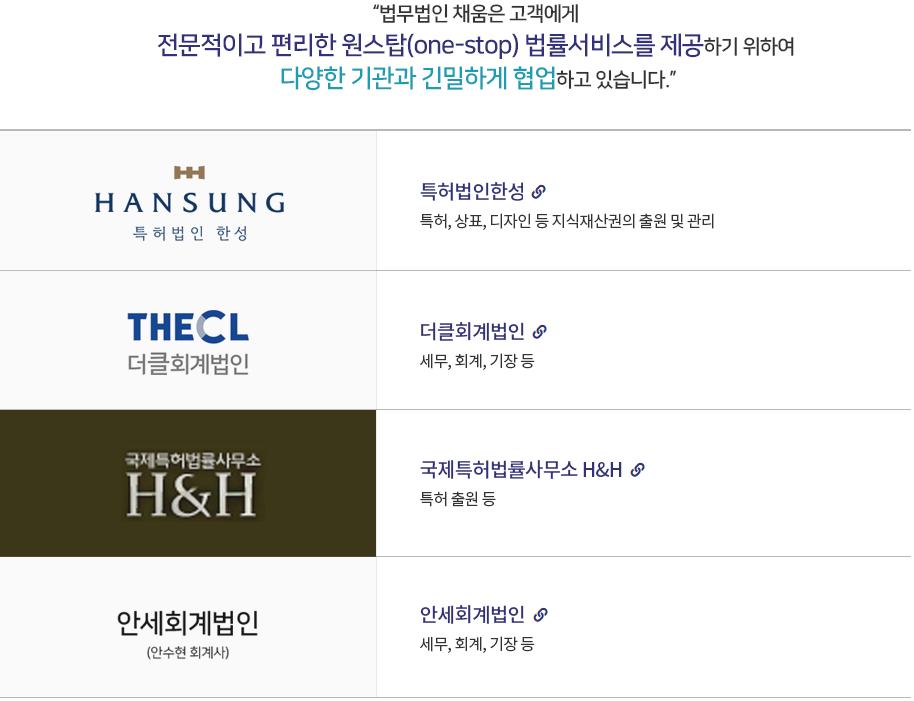 “법무법인 채움은 고객에게
전문적이고 편리한 원스탑(one-stop) 법률서비스를 제공하기 위하여
다양한 기관과 긴밀하게 협업하고 있습니다.”
HANSUNG
특허법인 한성
특허법인한성
특허, 상표, 디자인 등 지식재산권의 출원 및 관리
THECL
더클회계법인
더클회계법인
세무, 회계, 기장 등
국제특허법률사무소
H&H
국제특허법률사무소 H&H
특허 출원 등
안세회계법인
(안수현 회계사)
안세회계법인
세무, 회계, 기장 등